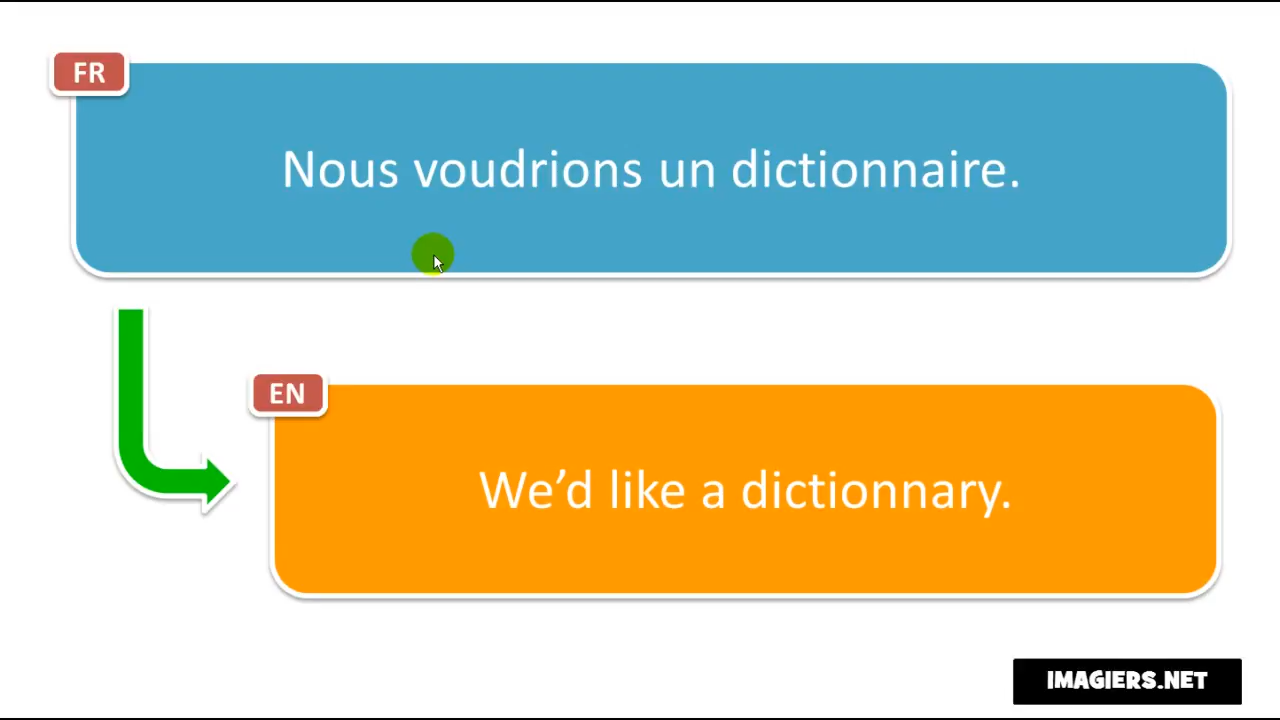 FR
Nous voudrions un dictionnaire.
EN
We’d like a dictionnary.
IMAGIERS.NET